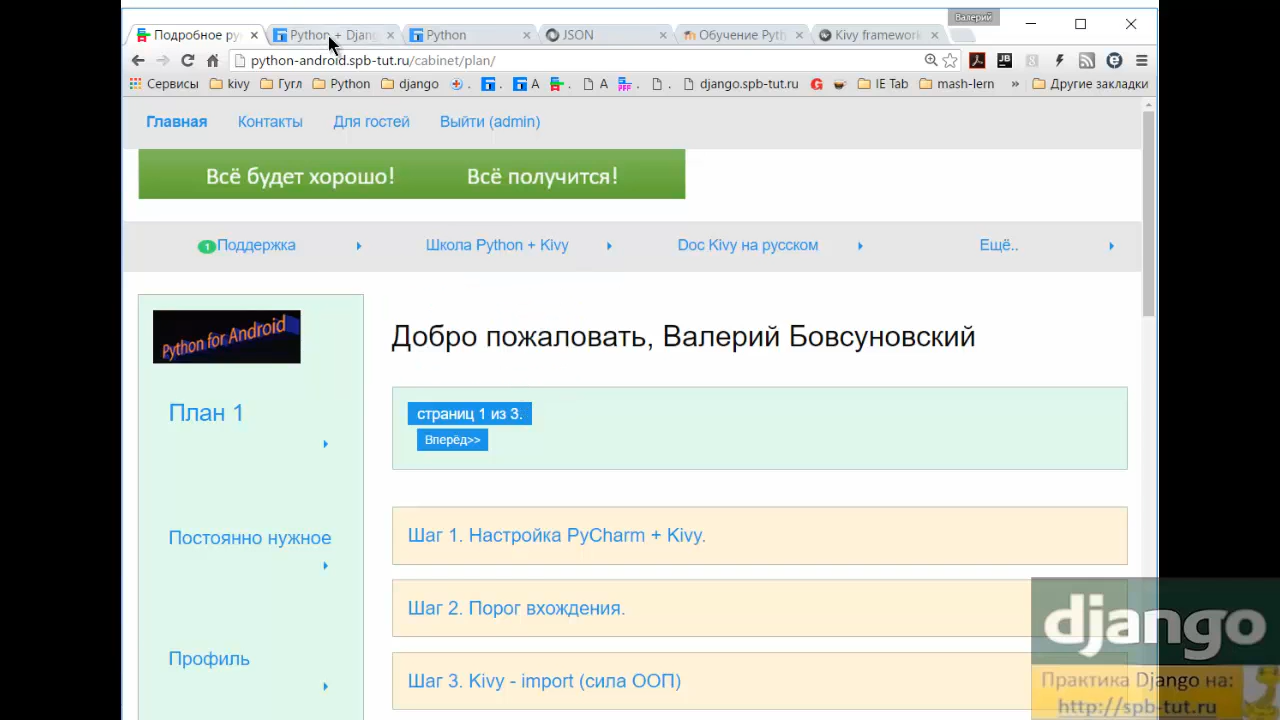 Валерий
Подробное ру
Python + Djang
Python
JSON
Обучение Pyth
Kivy framework
python-android.spb-tut.ru/cabinet/plan/
Сервисы
kivy
Гугл
Python
django
A
A
django.spb-tut.ru
IE Tab
mash-lern
»
Другие закладки
Главная
Контакты
Для гостей
Выйти (admin)
Всё будет хорошо! Всё получится!
1 Поддержка
Школа Python + Kivy
Doc Kivy на русском
Ещё..
Python for Android
План 1
Постоянно нужное
Профиль
Добро пожаловать, Валерий Бовсуновский
страниц 1 из 3.
Вперёд>>
Шаг 1. Настройка PyCharm + Kivy.
Шаг 2. Порог вхождения.
Шаг 3. Kivy - import (сила ООП)
django
Практика Django на:
http://spb-tut.ru